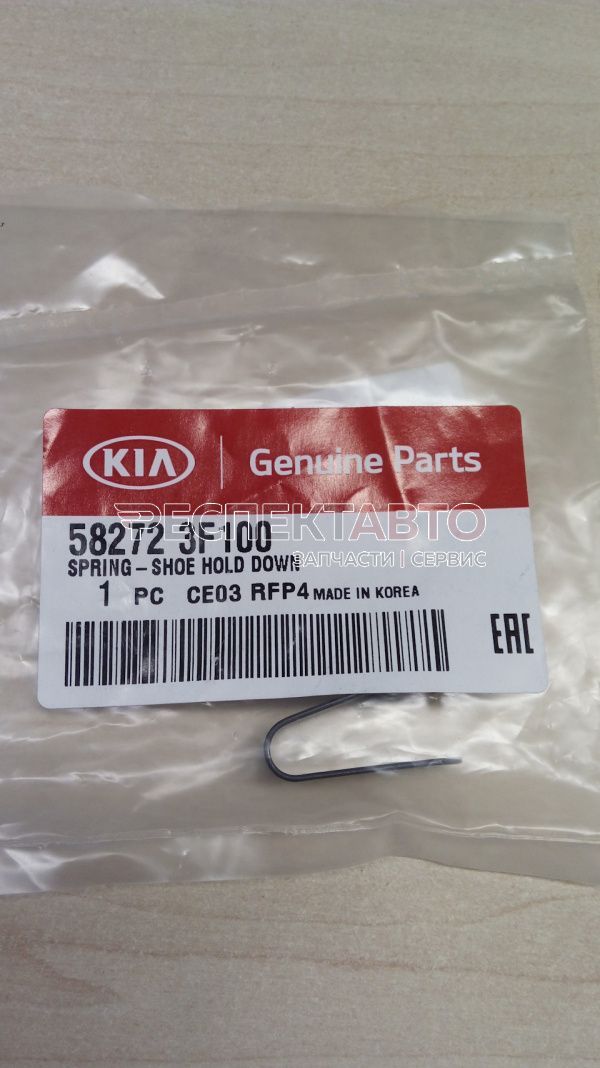 KIA Genuine Parts
РЕСПЕКТАВТО
58272 3F100
ЗАПЧАСТИ | СЕРВИС
SPRING-SHOE HOLD DOWN
1 PC CE03 RFP4 MADE IN KOREA
EAC